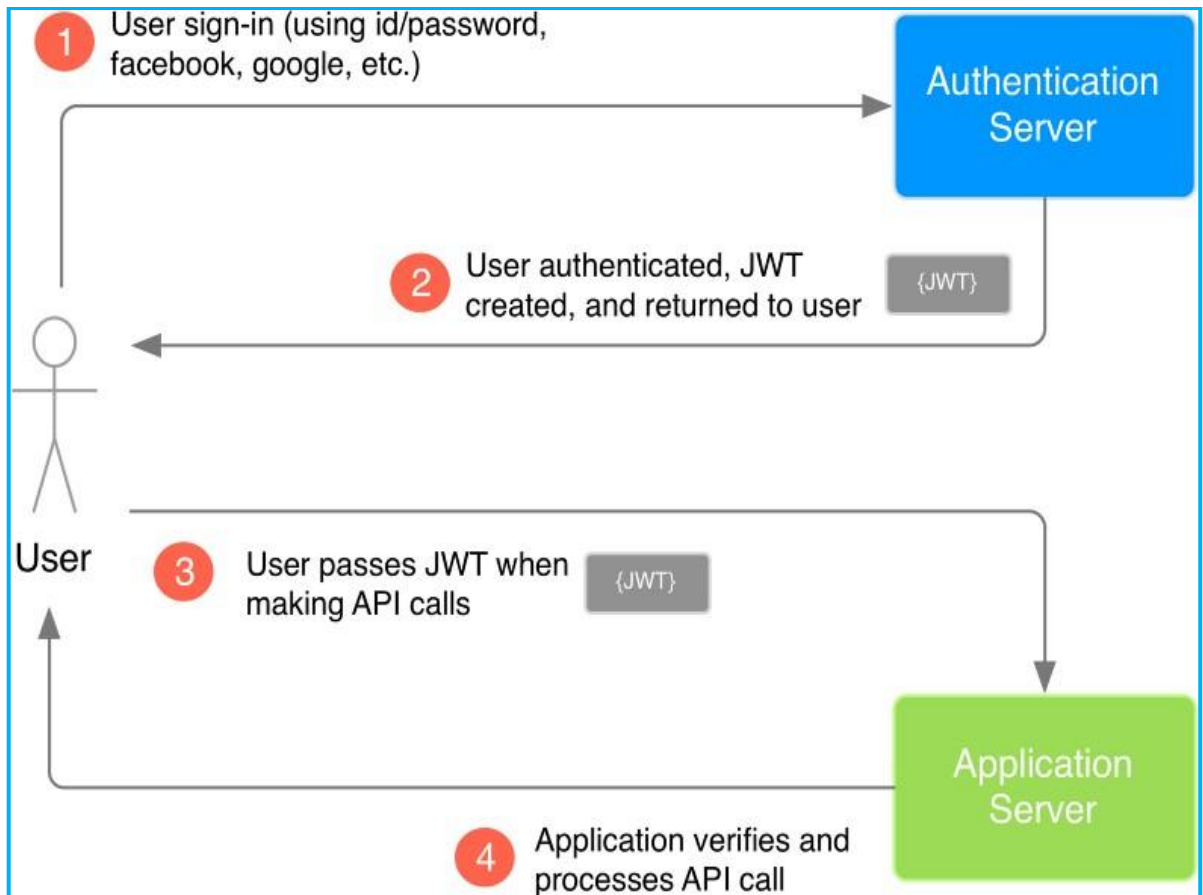 1
User sign-in (using id/password,
facebook, google, etc.)
Authentication
Server
2
User authenticated, JWT
created, and returned to user
{JWT}
User
3
User passes JWT when
making API calls
{JWT}
Application
Server
4
Application verifies and
processes API call